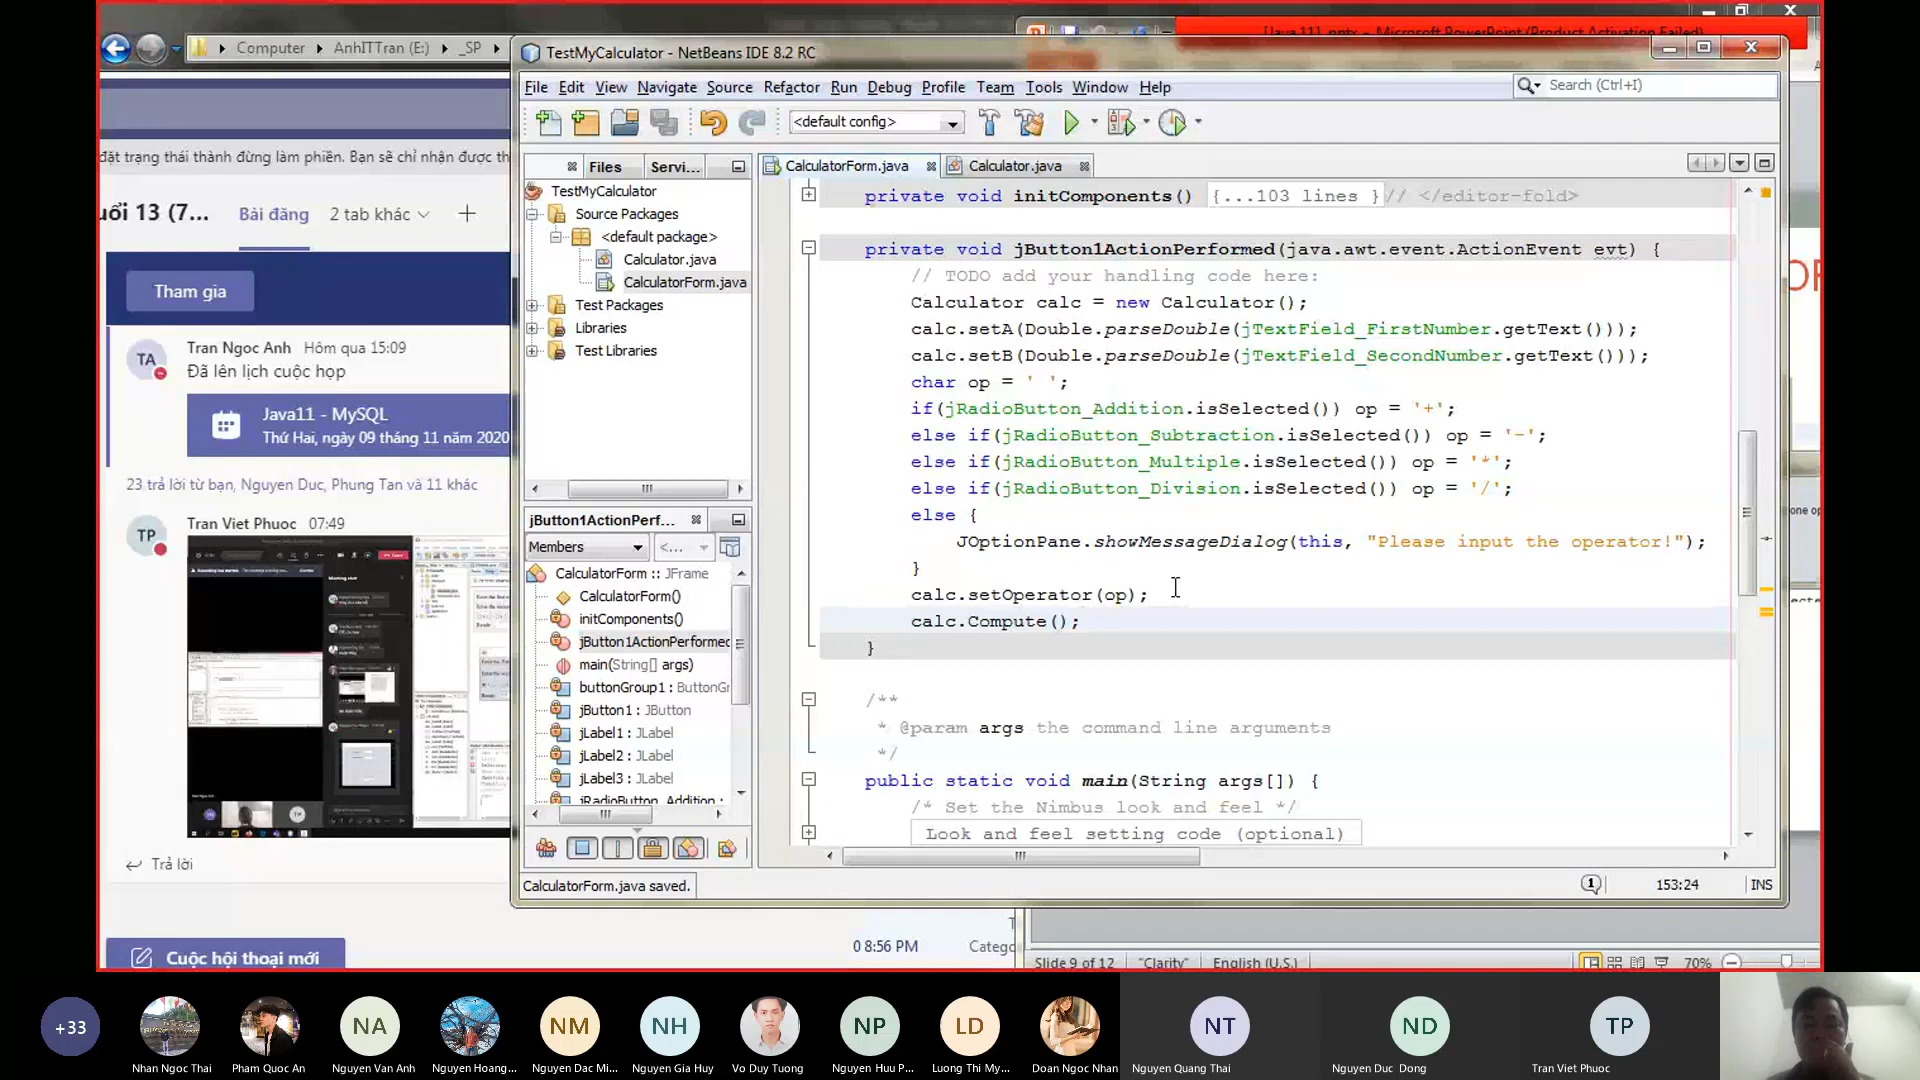 [Java11].pptx - Microsoft PowerPoint (Product Activation Failed)
Computer
AnhITTran (E:)
_SP
TestMyCalculator - NetBeans IDE 8.2 RC
File Edit View Navigate Source Refactor Run Debug Profile Team Tools Window Help
Search (Ctrl+I)
<default config>
đặt trạng thái thành đừng làm phiền. Bạn sẽ chỉ nhận được th
uổi 13 (7...
Bài đăng
2 tab khác
Tham gia
TA
Tran Ngoc Anh Hôm qua 15:09
Đã lên lịch cuộc họp
Java11 - MySQL
Thứ Hai, ngày 09 tháng 11 năm 2020
23 trả lời từ bạn, Nguyen Duc, Phung Tan và 11 khác
TP
Tran Viet Phuoc 07:49
Trả lời
Cuộc hội thoại mới
Files
Servi...
TestMyCalculator
Source Packages
<default package>
Calculator.java
CalculatorForm.java
Test Packages
Libraries
Test Libraries
jButton1ActionPerf...
Members
<...
CalculatorForm :: JFrame
CalculatorForm()
initComponents()
jButton1ActionPerformed
main(String[] args)
buttonGroup1 : ButtonGr
jButton1 : JButton
jLabel1 : JLabel
jLabel2 : JLabel
jLabel3 : JLabel
jRadioButton_Addition :
CalculatorForm.java
Calculator.java
private void initComponents() {...103 lines }// </editor-fold>
private void jButton1ActionPerformed(java.awt.event.ActionEvent evt) {
// TODO add your handling code here:
Calculator calc = new Calculator();
calc.setA(Double.parseDouble(jTextField_FirstNumber.getText()));
calc.setB(Double.parseDouble(jTextField_SecondNumber.getText()));
char op = ' ';
if(jRadioButton_Addition.isSelected()) op = '+';
else if(jRadioButton_Subtraction.isSelected()) op = '-';
else if(jRadioButton_Multiple.isSelected()) op = '*';
else if(jRadioButton_Division.isSelected()) op = '/';
else {
JOptionPane.showMessageDialog(this, "Please input the operator!");
}
calc.setOperator(op);
calc.Compute();
}
/**
* @param args the command line arguments
*/
public static void main(String args[]) {
/* Set the Nimbus look and feel */
Look and feel setting code (optional)
CalculatorForm.java saved.
1
153:24
INS
0 8:56 PM
Catego
Slide 9 of 12
"Clarity"
English (U.S.)
70%
+33
NA
NM
NH
NP
LD
NT
ND
TP
Nhan Ngoc Thai
Pham Quoc An
Nguyen Van Anh
Nguyen Hoang...
Nguyen Dac Mi...
Nguyen Gia Huy
Vo Duy Tuong
Nguyen Huu P...
Luong Thi My...
Doan Ngoc Nhan
Nguyen Quang Thai
Nguyen Duc Dong
Tran Viet Phuoc